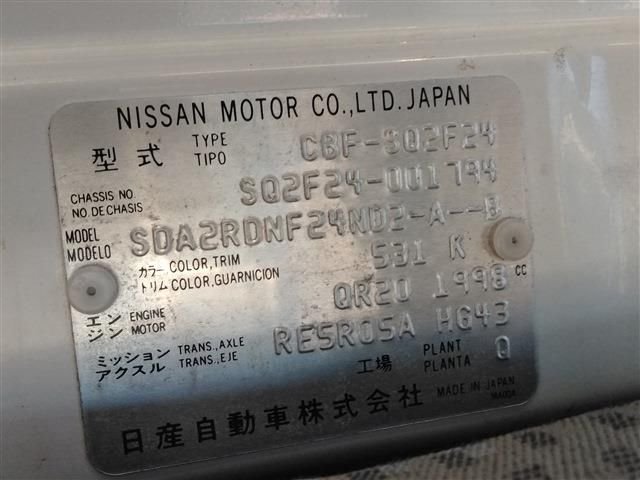 NISSAN MOTOR CO.,LTD. JAPAN
型式 TYPE TIPO CBF-SQ2F24
CHASSIS NO. NO.DE CHASIS SQ2F24-001794
MODEL MODELO SDA2RDNF24ND2-A--B
カラー COLOR,TRIM トリム COLOR,GUARNICION 531 K
エンジン ENGINE MOTOR QR20 1998 CC
ミッション アクスル TRANS.,AXLE TRANS.,EJE RE5R05A HG43
工場 PLANT PLANTA Q
日産自動車株式会社 MADE IN JAPAN